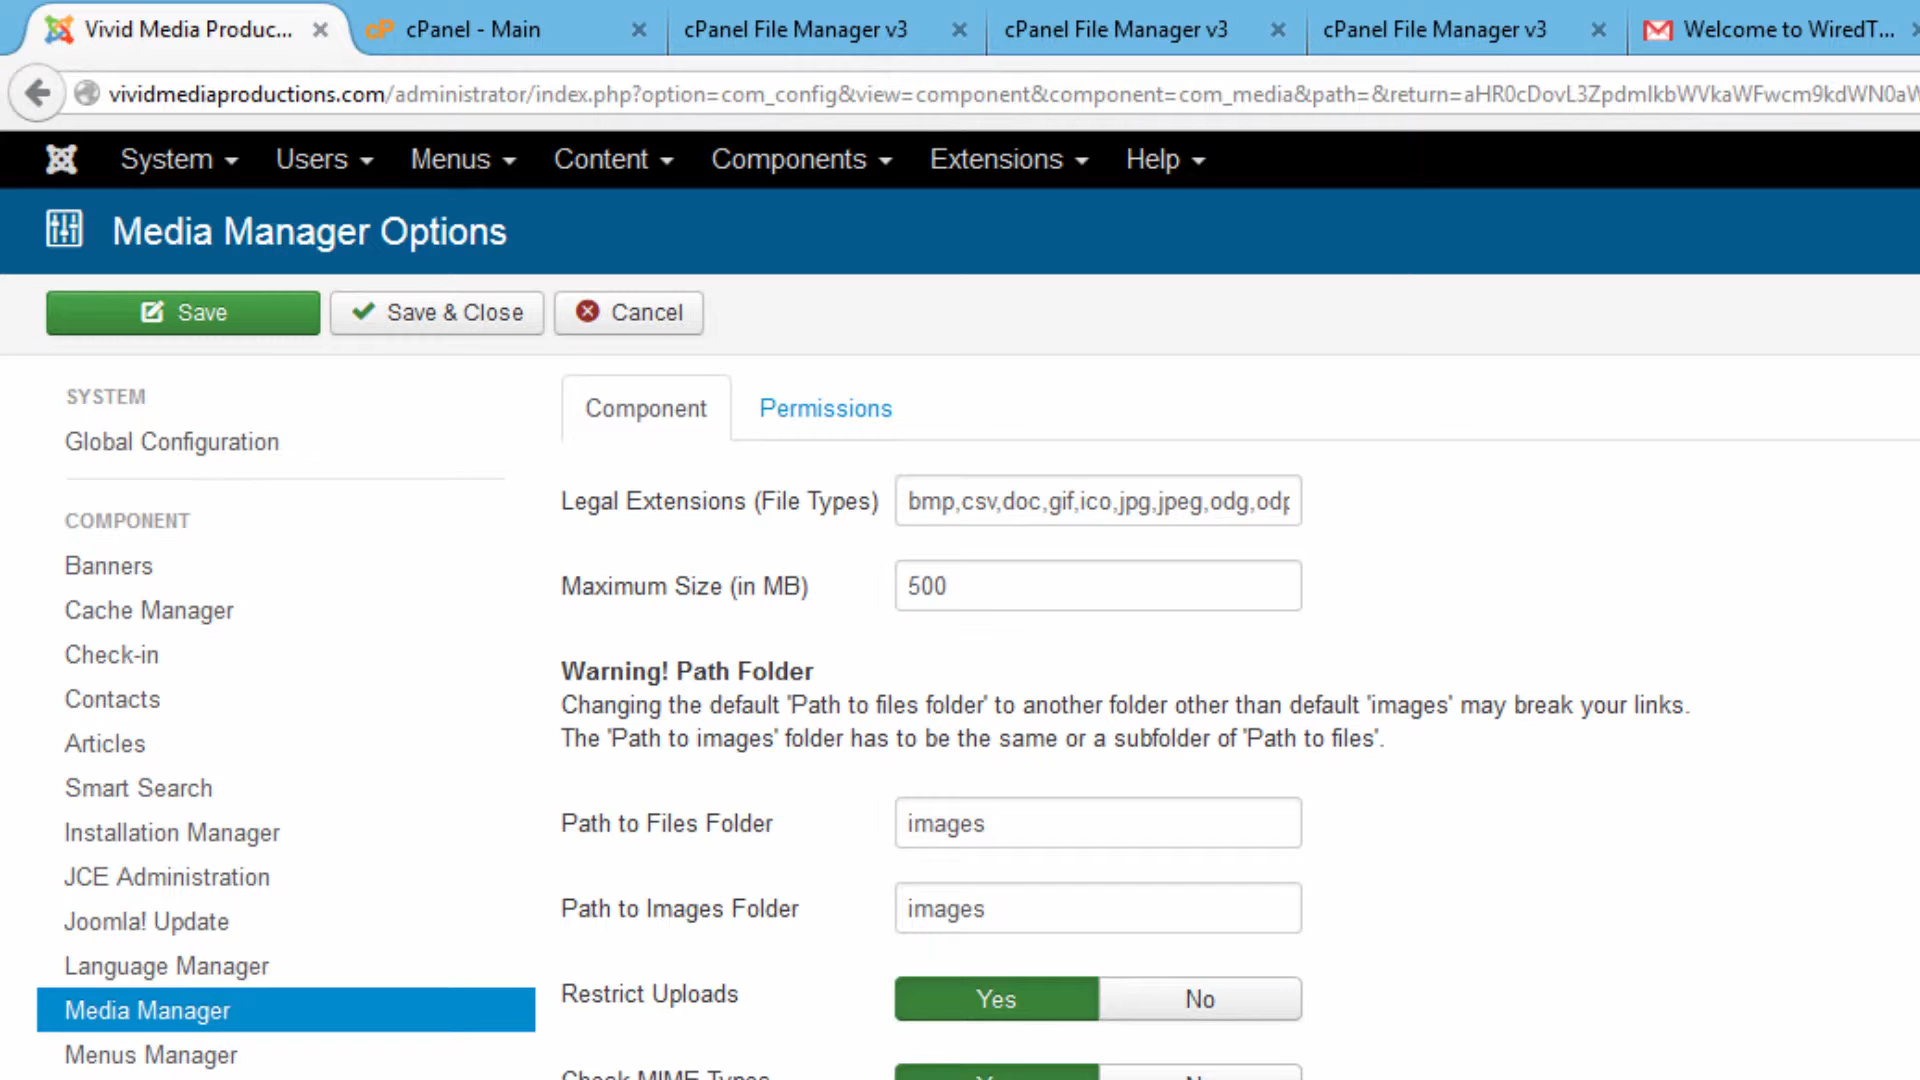 Vivid Media Produc...
cPanel - Main
cPanel File Manager v3
cPanel File Manager v3
cPanel File Manager v3
Welcome to WiredT...
vividmediaproductions.com/administrator/index.php?option=com_config&view=component&component=com_media&path=&return=aHR0cDovL3ZpdmlkbWVkaWFwcm9kdWN0aW
System
Users
Menus
Content
Components
Extensions
Help
Media Manager Options
Save
Save & Close
Cancel
SYSTEM
Global Configuration
COMPONENT
Banners
Cache Manager
Check-in
Contacts
Articles
Smart Search
Installation Manager
JCE Administration
Joomla! Update
Language Manager
Media Manager
Menus Manager
Component
Permissions
Legal Extensions (File Types)
bmp,csv,doc,gif,ico,jpg,jpeg,odg,odp
Maximum Size (in MB)
500
Warning! Path Folder
Changing the default 'Path to files folder' to another folder other than default 'images' may break your links.
The 'Path to images' folder has to be the same or a subfolder of 'Path to files'.
Path to Files Folder
images
Path to Images Folder
images
Restrict Uploads
Yes
No
Check MIME Types
Yes
No